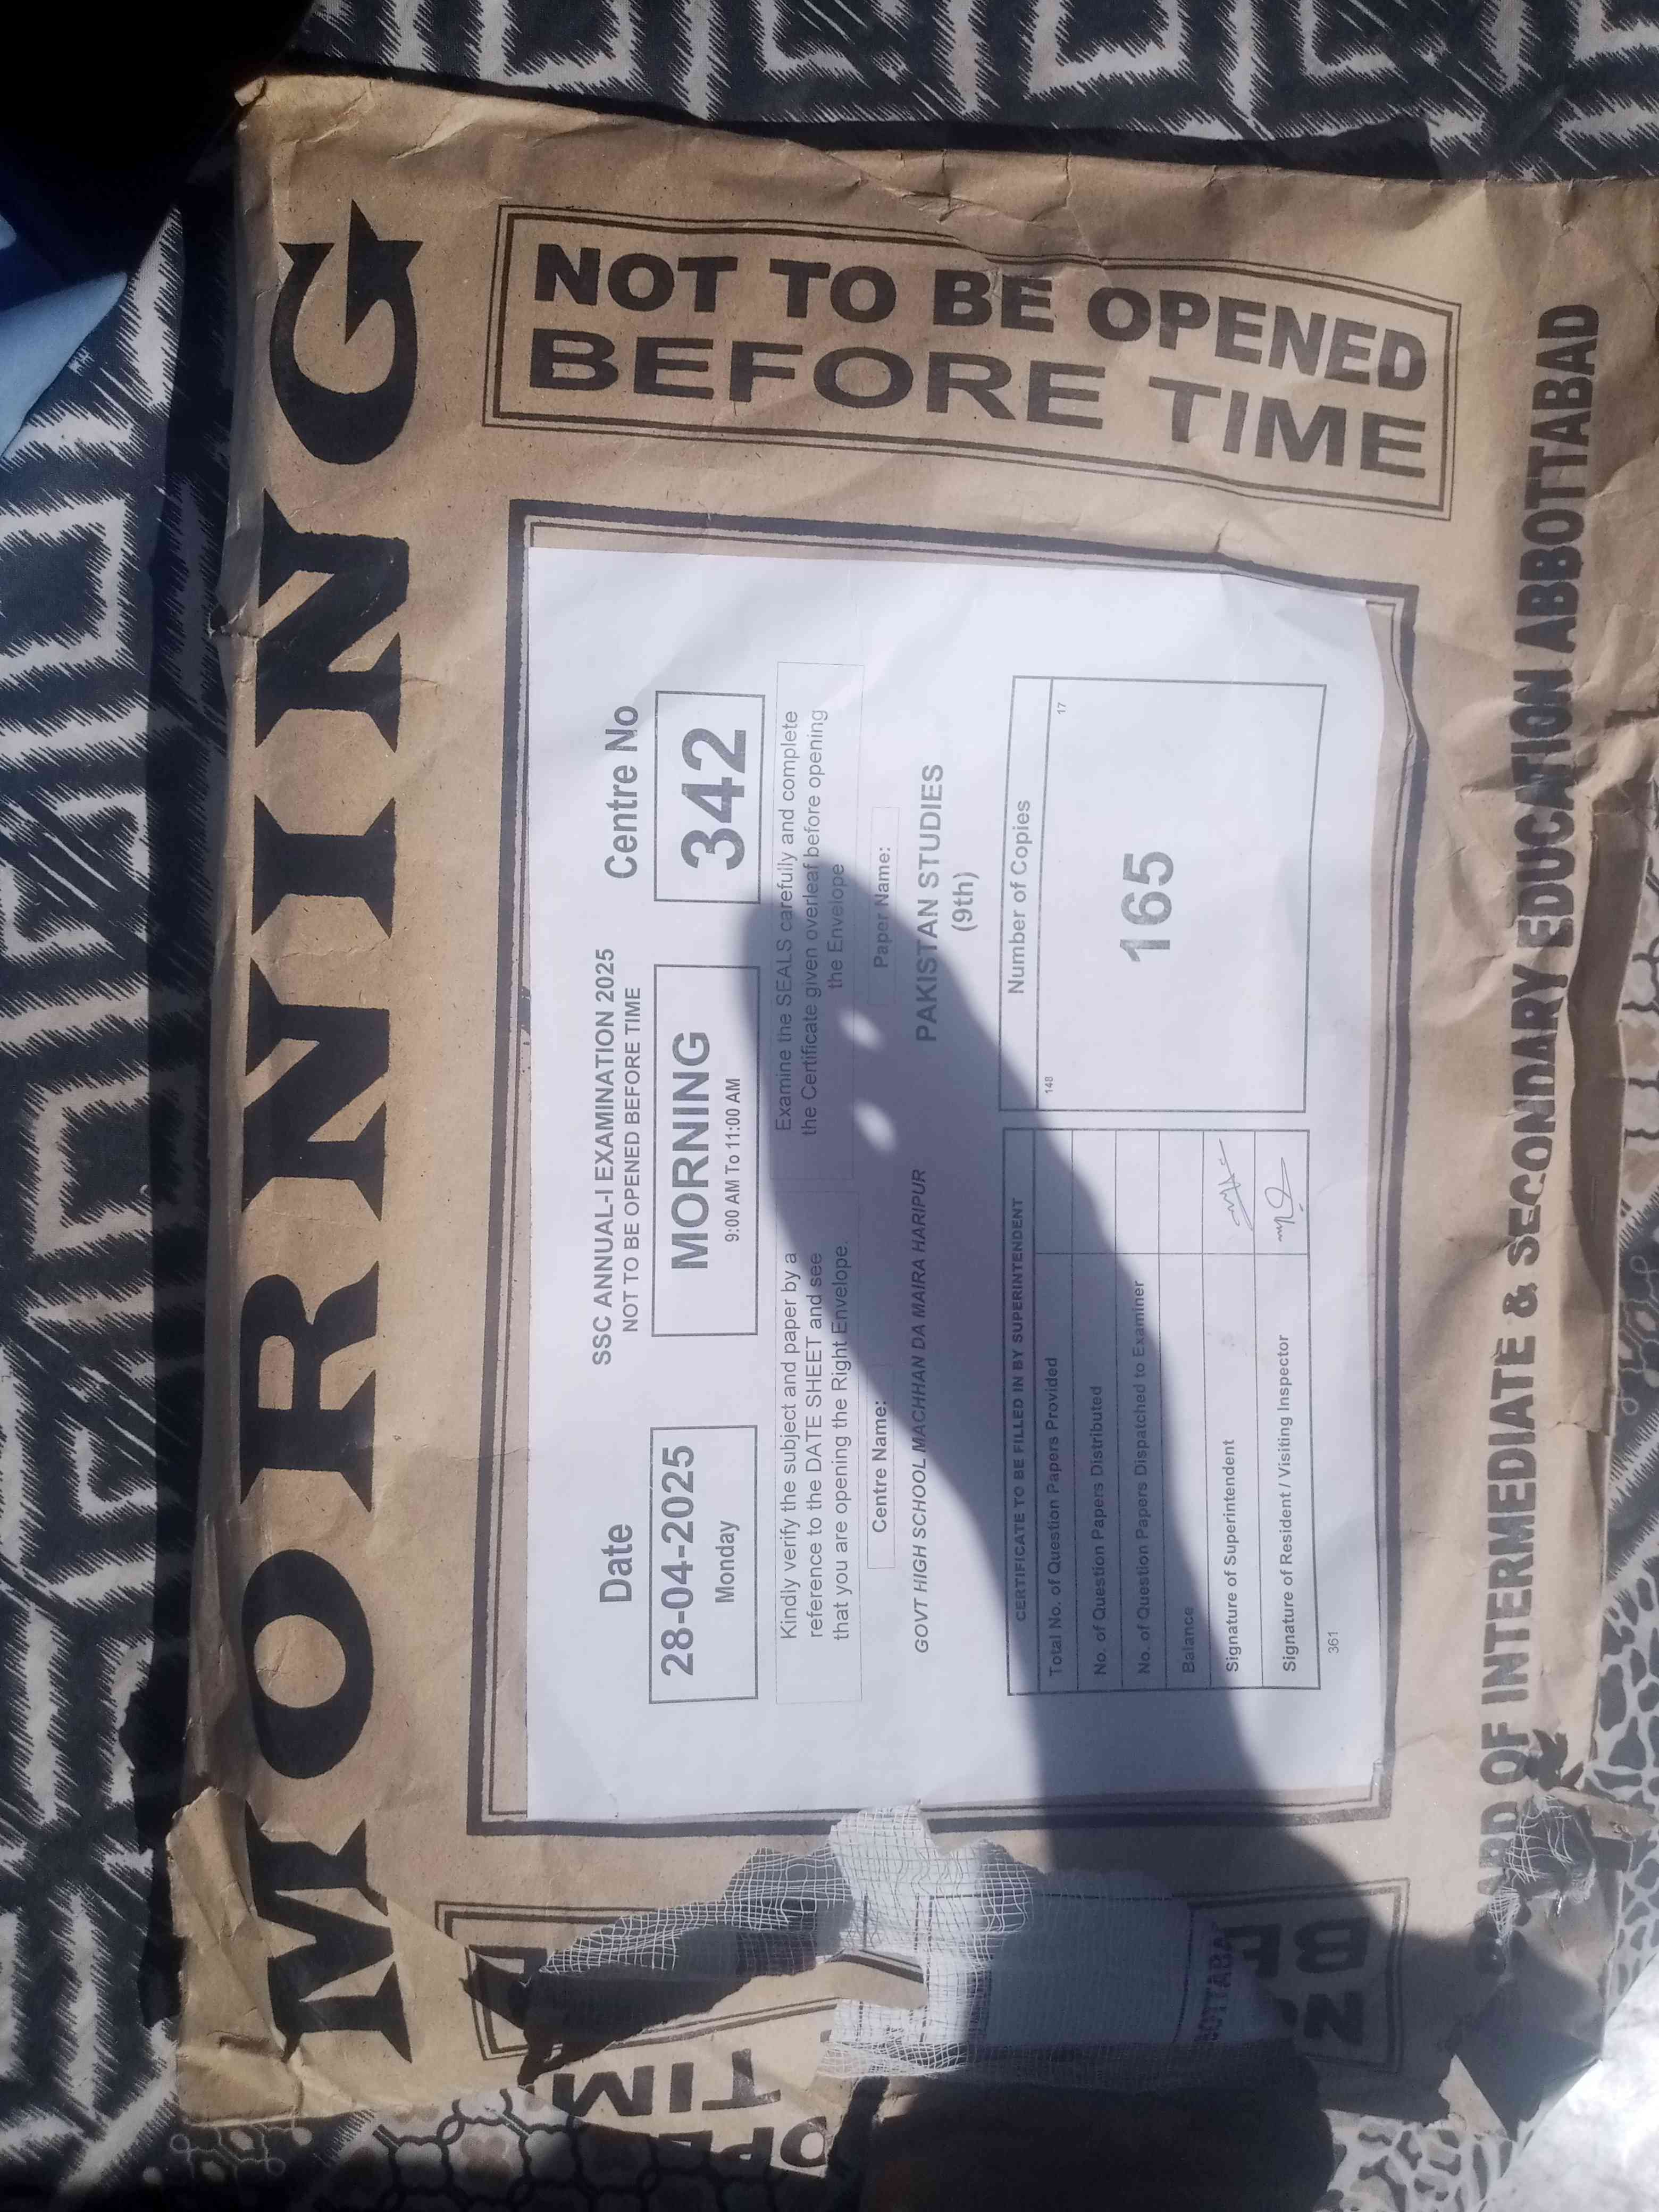 MORNING
NOT TO BE OPENED
BEFORE TIME
SSC ANNUAL-I EXAMINATION 2025
NOT TO BE OPENED BEFORE TIME
Date
28-04-2025
Monday
MORNING
9:00 AM To 11:00 AM
Centre No
342
Kindly verify the subject and paper by a
reference to the DATE SHEET and see
that you are opening the Right Envelope.
Examine the SEALS carefully and complete
the Certificate given overleaf before opening
the Envelope
Centre Name:
GOVT HIGH SCHOOL MACHHAN DA MAIRA HARIPUR
Paper Name:
PAKISTAN STUDIES
(9th)
CERTIFICATE TO BE FILLED IN BY SUPERINTENDENT
Total No. of Question Papers Provided
No. of Question Papers Distributed
No. of Question Papers Dispatched to Examiner
Balance
Signature of Superintendent
Signature of Resident / Visiting Inspector
361
Number of Copies
148
17
165
BOARD OF INTERMEDIATE & SECONDARY EDUCATION ABBOTTABAD